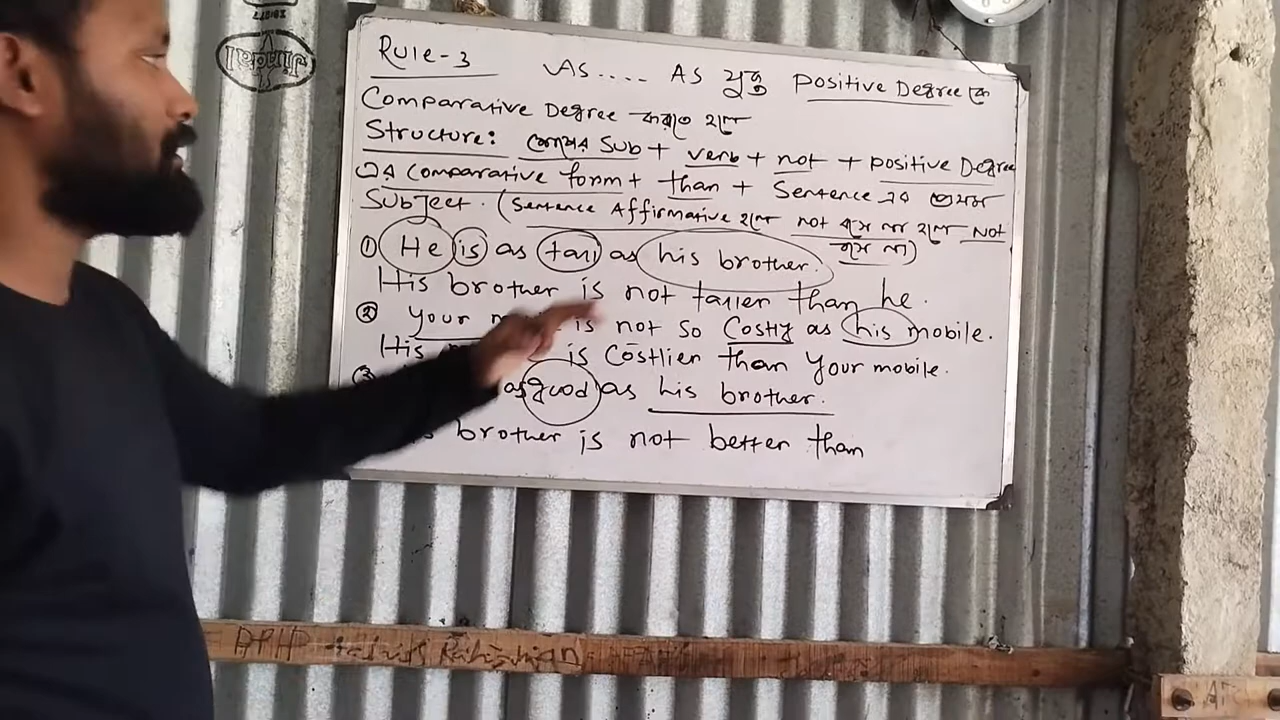 Jindal
Rule-3 AS.... AS যুক্ত Positive Degree কে
Comparative Degree করতে হলে
Structure: শেষের Sub + verb + not + positive Degree
এর Comparative form + than + Sentence এর প্রথম
Subject. (Sentence Affirmative হলে not বসে না হলে Not
বসে না)
① He is as tall as his brother.
His brother is not taller than he.
② your is not so Costly as his mobile.
His is Costlier than your mobile.
③ as good as his brother.
brother is not better than